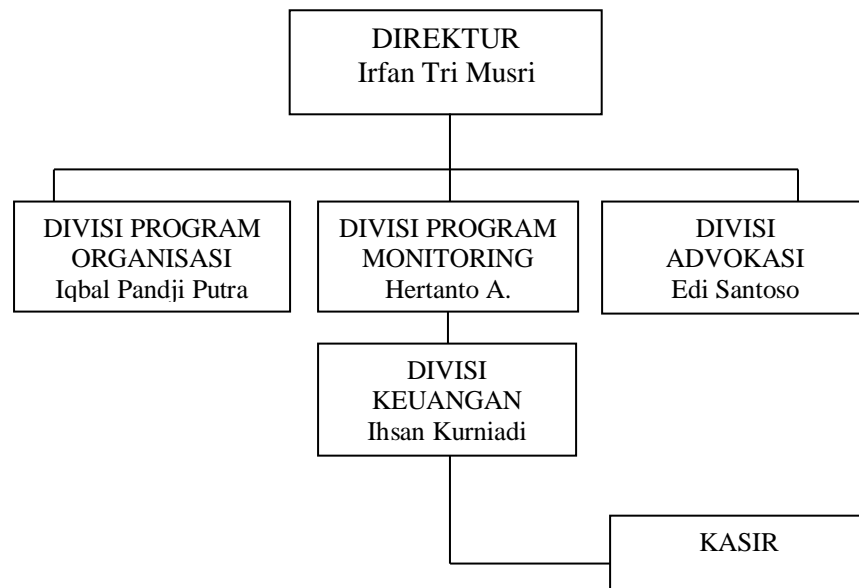 DIREKTUR
Irfan Tri Musri
DIVISI PROGRAM
ORGANISASI
Iqbal Pandji Putra
DIVISI PROGRAM
MONITORING
Hertanto A.
DIVISI
ADVOKASI
Edi Santoso
DIVISI
KEUANGAN
Ihsan Kurniadi
KASIR